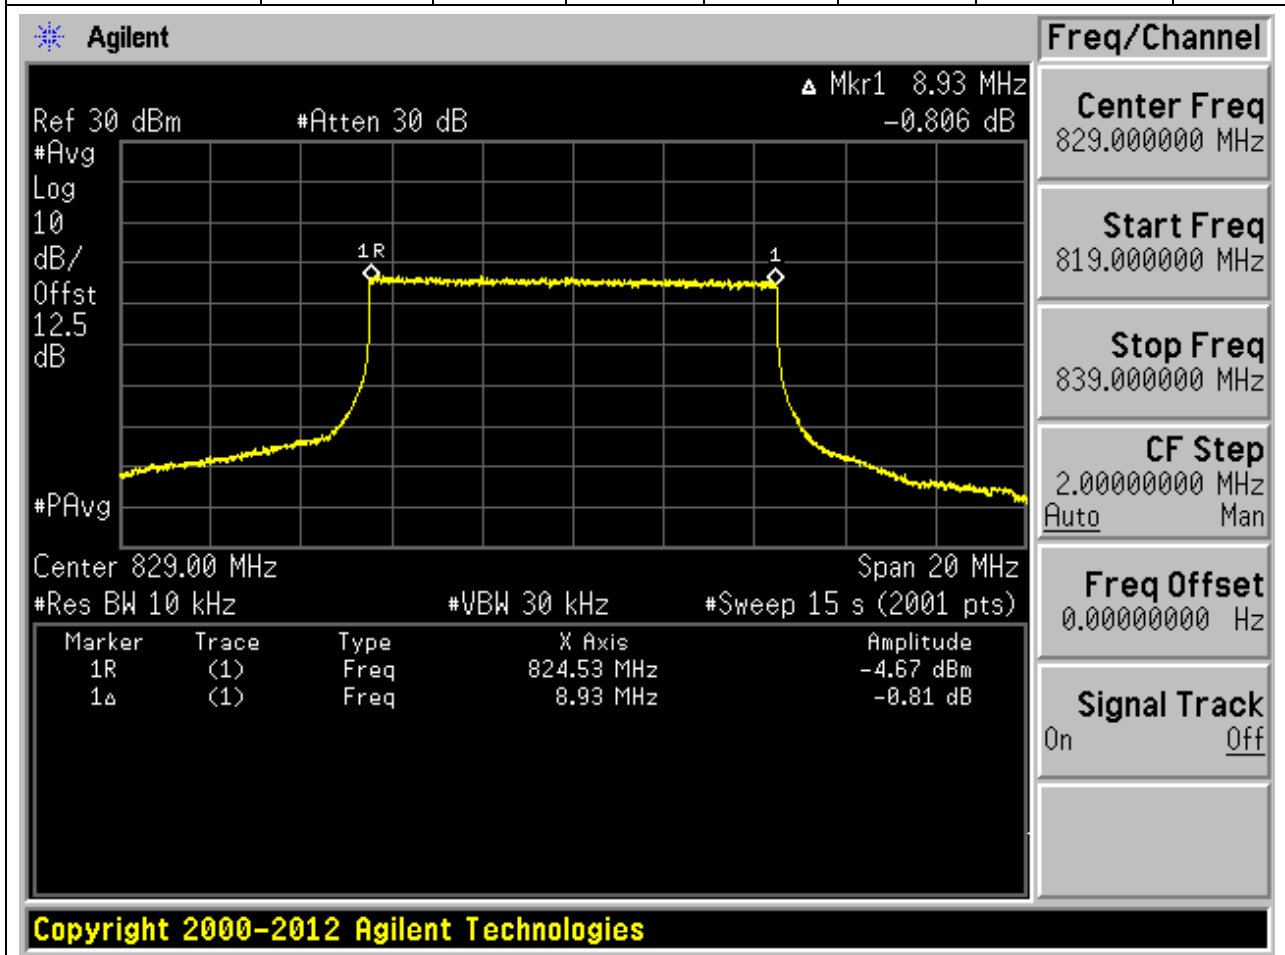 Agilent
Freq/Channel
Δ Mkr1 8.93 MHz
Ref 30 dBm #Atten 30 dB -0.806 dB
#Avg
Log
10
dB/
Offst
12.5
dB
1R
1
#PAvg
Center 829.00 MHz Span 20 MHz
#Res BW 10 kHz #VBW 30 kHz #Sweep 15 s (2001 pts)
Marker Trace Type X Axis Amplitude
1R (1) Freq 824.53 MHz -4.67 dBm
1Δ (1) Freq 8.93 MHz -0.81 dB
Center Freq
829.000000 MHz
Start Freq
819.000000 MHz
Stop Freq
839.000000 MHz
CF Step
2.00000000 MHz
Auto Man
Freq Offset
0.00000000 Hz
Signal Track
On Off
Copyright 2000-2012 Agilent Technologies